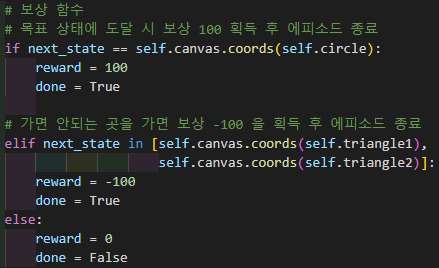 # 보상 함수
# 목표 상태에 도달 시 보상 100 획득 후 에피소드 종료
if next_state == self.canvas.coords(self.circle):
    reward = 100
    done = True

# 가면 안되는 곳을 가면 보상 -100 을 획득 후 에피소드 종료
elif next_state in [self.canvas.coords(self.triangle1),
                    self.canvas.coords(self.triangle2)]:
    reward = -100
    done = True
else:
    reward = 0
    done = False